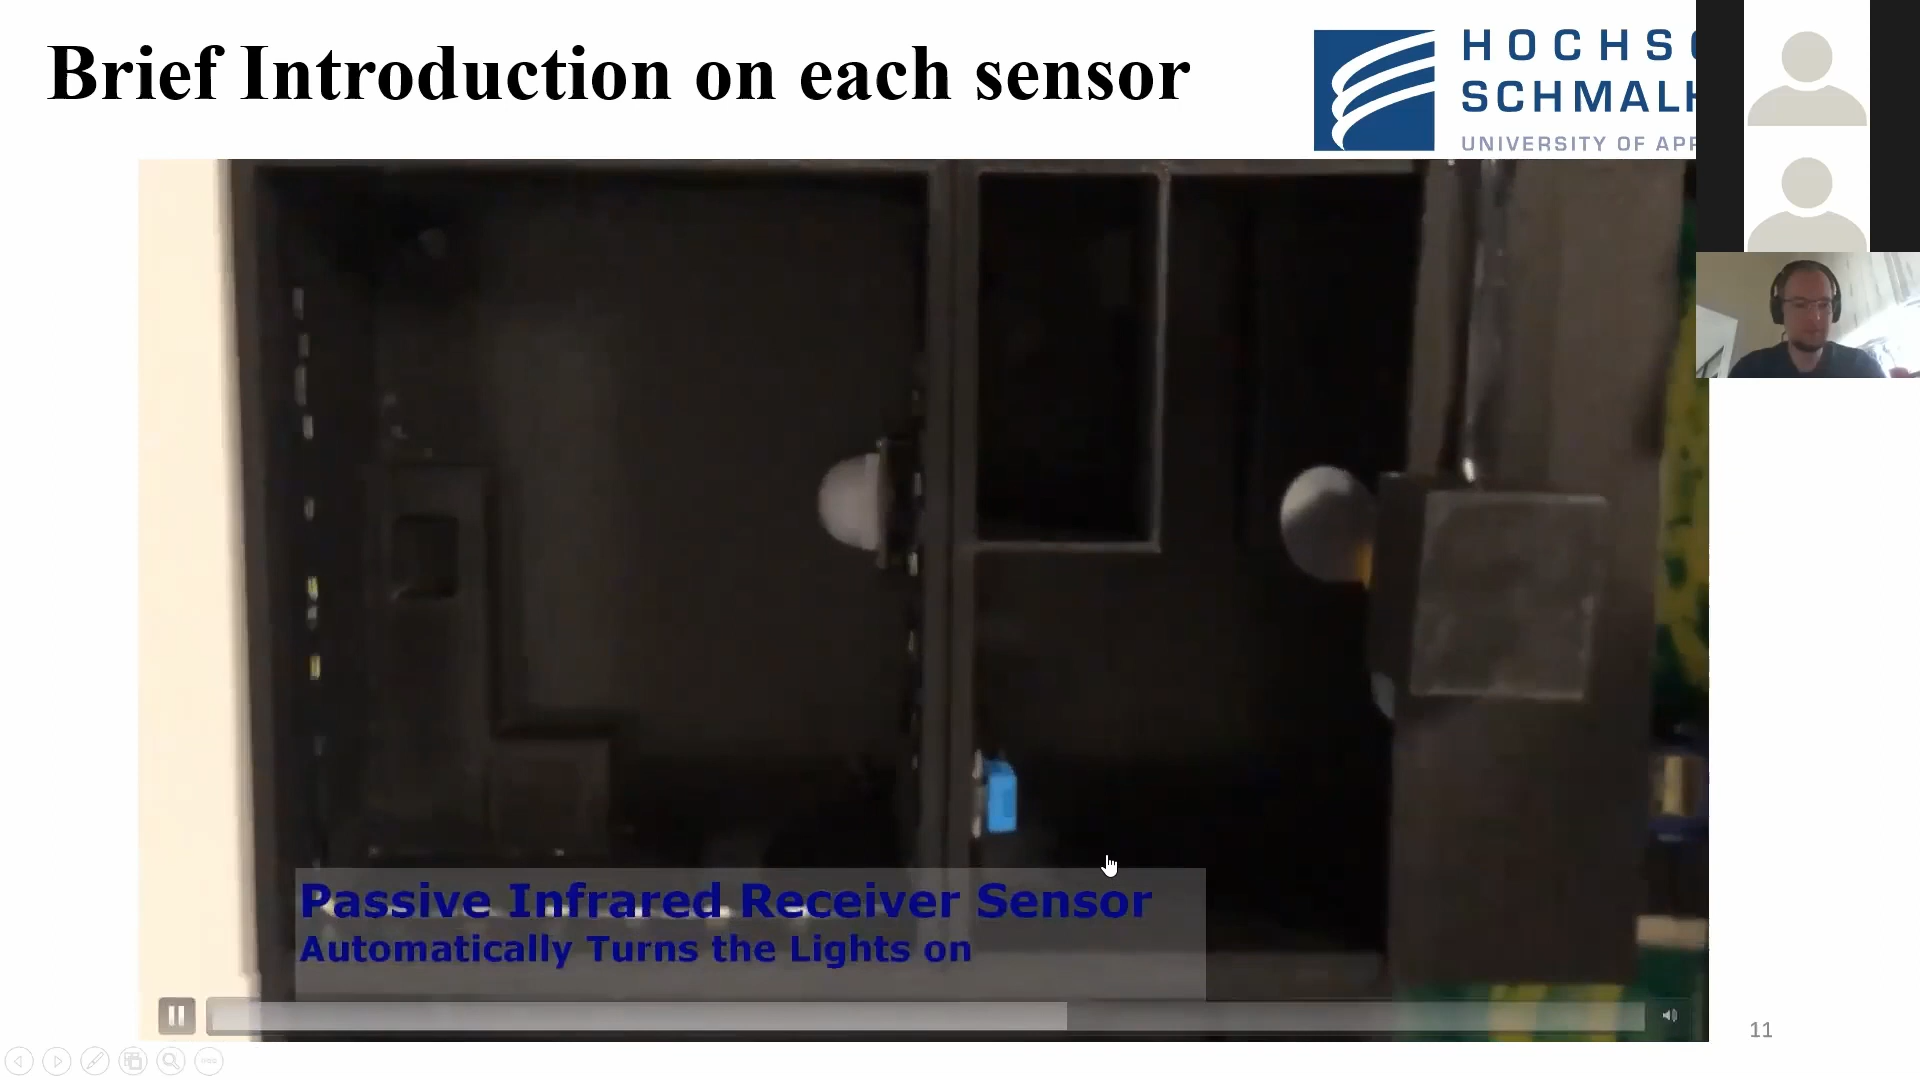 Brief Introduction on each sensor
HOCHSC
SCHMALK
UNIVERSITY OF APP
Passive Infrared Receiver Sensor
Automatically Turns the Lights on
11